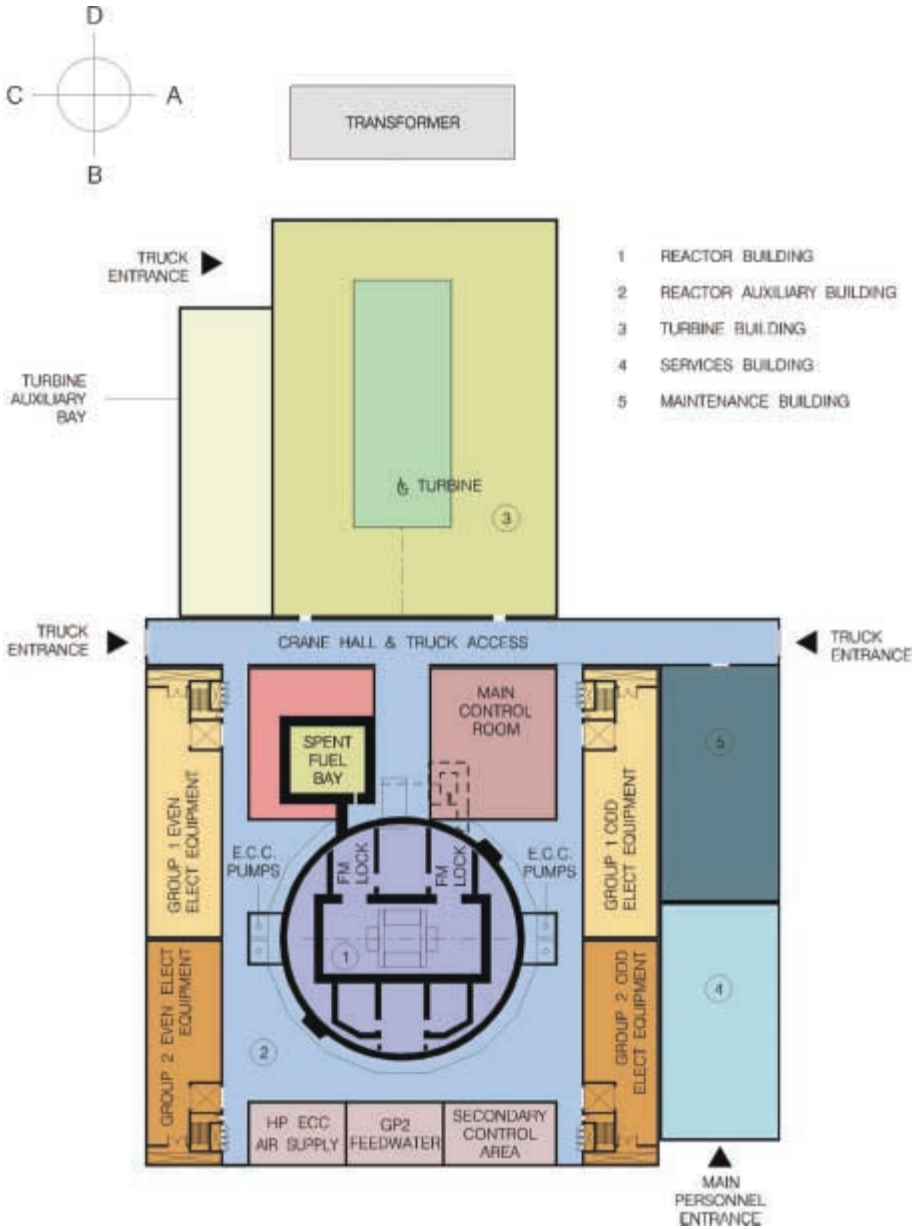 D
C
A
B
TRANSFORMER
TRUCK
ENTRANCE
1 REACTOR BUILDING
2 REACTOR AUXILIARY BUILDING
3 TURBINE BUILDING
4 SERVICES BUILDING
5 MAINTENANCE BUILDING
TURBINE
AUXILIARY
BAY
TURBINE
3
TRUCK
ENTRANCE
CRANE HALL & TRUCK ACCESS
TRUCK
ENTRANCE
MAIN
CONTROL
ROOM
SPENT
FUEL
BAY
5
GROUP 1 EVEN
ELECT EQUIPMENT
E.C.C.
PUMPS
FM
LOCK
FM
LOCK
E.C.C.
PUMPS
GROUP 1 ODD
ELECT EQUIPMENT
1
4
GROUP 2 EVEN ELECT
EQUIPMENT
2
GROUP 2 ODD
ELECT EQUIPMENT
HP ECC
AIR SUPPLY
GP2
FEEDWATER
SECONDARY
CONTROL
AREA
MAIN
PERSONNEL
ENTRANCE